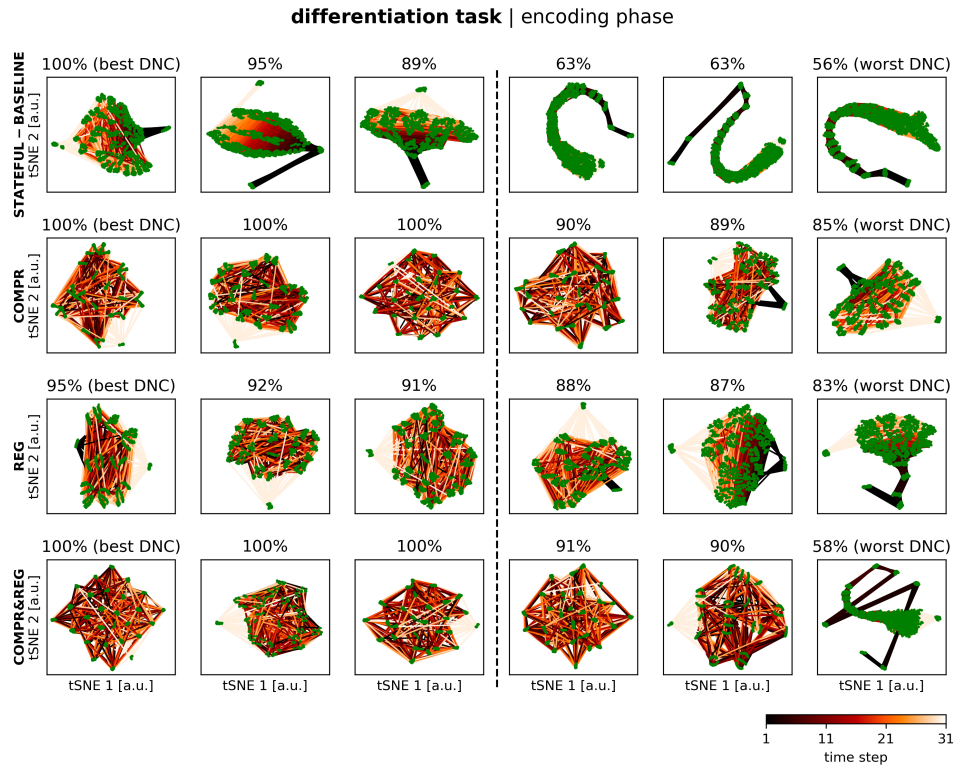 differentiation task | encoding phase
100% (best DNC) 95% 89% 63% 63% 56% (worst DNC)
STATEFUL – BASELINE
tSNE 2 [a.u.]
100% (best DNC) 100% 100% 90% 89% 85% (worst DNC)
COMPR
tSNE 2 [a.u.]
95% (best DNC) 92% 91% 88% 87% 83% (worst DNC)
REG
tSNE 2 [a.u.]
100% (best DNC) 100% 100% 91% 90% 58% (worst DNC)
COMPR&REG
tSNE 2 [a.u.]
tSNE 1 [a.u.] tSNE 1 [a.u.] tSNE 1 [a.u.] tSNE 1 [a.u.] tSNE 1 [a.u.] tSNE 1 [a.u.]
1 11 21 31
time step